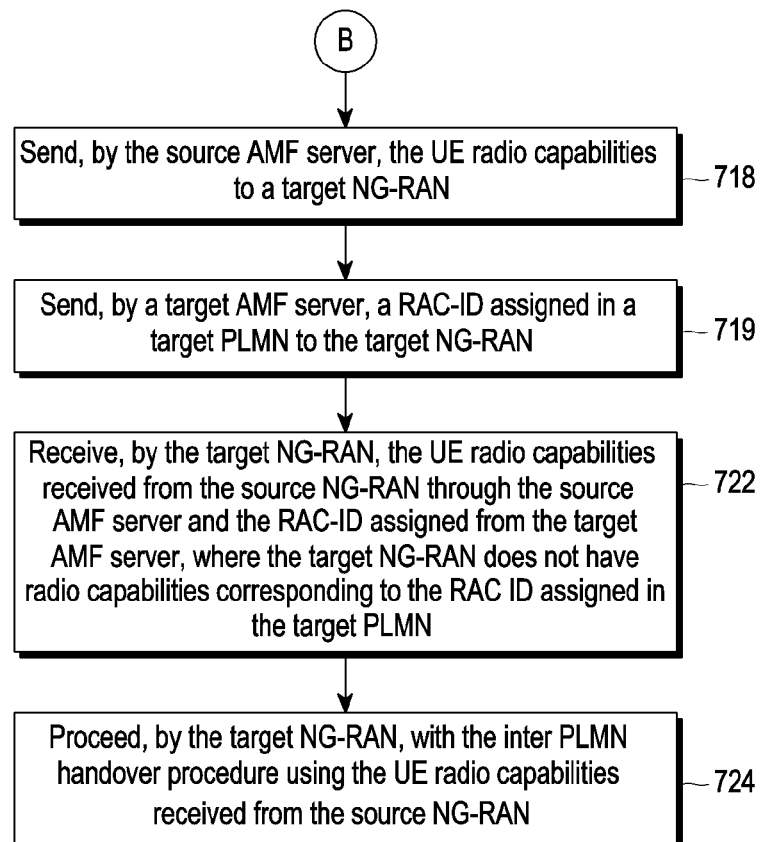 B
Send, by the source AMF server, the UE radio capabilities
to a target NG-RAN
718
Send, by a target AMF server, a RAC-ID assigned in a
target PLMN to the target NG-RAN
719
Receive, by the target NG-RAN, the UE radio capabilities
received from the source NG-RAN through the source
AMF server and the RAC-ID assigned from the target
AMF server, where the target NG-RAN does not have
radio capabilities corresponding to the RAC ID assigned in
the target PLMN
722
Proceed, by the target NG-RAN, with the inter PLMN
handover procedure using the UE radio capabilities
received from the source NG-RAN
724